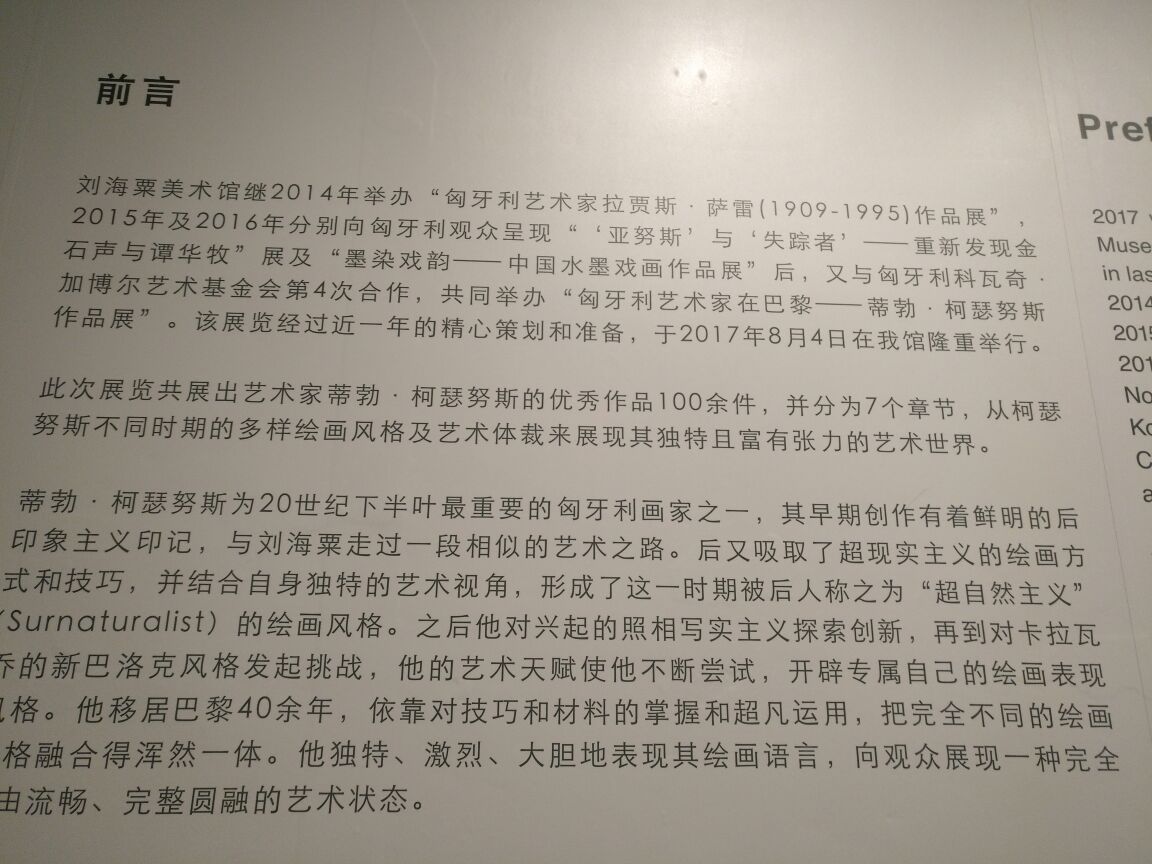 前言
刘海粟美术馆继2014年举办“匈牙利艺术家拉贾斯·萨雷(1909-1995)作品展”，
2015年及2016年分别向匈牙利观众呈现“‘亚努斯’与‘失踪者’——重新发现金
石声与谭华牧”展及“墨染戏韵——中国水墨戏画作品展”后，又与匈牙利科瓦奇·
加博尔艺术基金会第4次合作，共同举办“匈牙利艺术家在巴黎——蒂勃·柯瑟努斯
作品展”。该展览经过近一年的精心策划和准备，于2017年8月4日在我馆隆重举行。
此次展览共展出艺术家蒂勃·柯瑟努斯的优秀作品100余件，并分为7个章节，从柯瑟
努斯不同时期的多样绘画风格及艺术体裁来展现其独特且富有张力的艺术世界。
蒂勃·柯瑟努斯为20世纪下半叶最重要的匈牙利画家之一，其早期创作有着鲜明的后
印象主义印记，与刘海粟走过一段相似的艺术之路。后又吸取了超现实主义的绘画方
式和技巧，并结合自身独特的艺术视角，形成了这一时期被后人称之为“超自然主义”
(Surnaturalist）的绘画风格。之后他对兴起的照相写实主义探索创新，再到对卡拉瓦
乔的新巴洛克风格发起挑战，他的艺术天赋使他不断尝试，开辟专属自己的绘画表现
格。他移居巴黎40余年，依靠对技巧和材料的掌握和超凡运用，把完全不同的绘画
格融合得浑然一体。他独特、激烈、大胆地表现其绘画语言，向观众展现一种完全
由流畅、完整圆融的艺术状态。
Pref
2017
Muse
in las
2014
2015
201
No
Ko
C